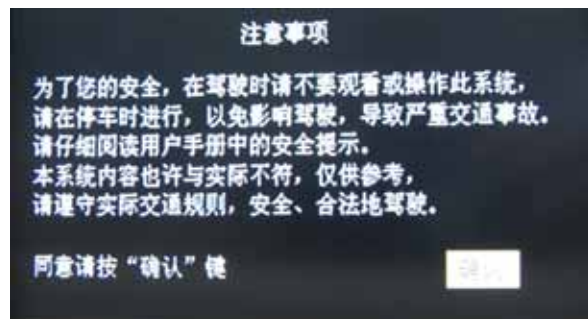 注意事项
为了您的安全，在驾驶时请不要观看或操作此系统，
请在停车时进行，以免影响驾驶，导致严重交通事故。
请仔细阅读用户手册中的安全提示。
本系统内容也许与实际不符，仅供参考，
请遵守实际交通规则，安全、合法地驾驶。
同意请按“确认”键